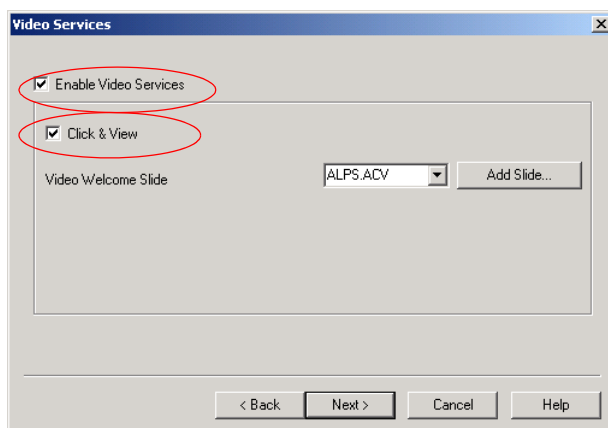 Video Services
Enable Video Services
Click & View
Video Welcome Slide ALPS.ACV Add Slide...
< Back Next > Cancel Help